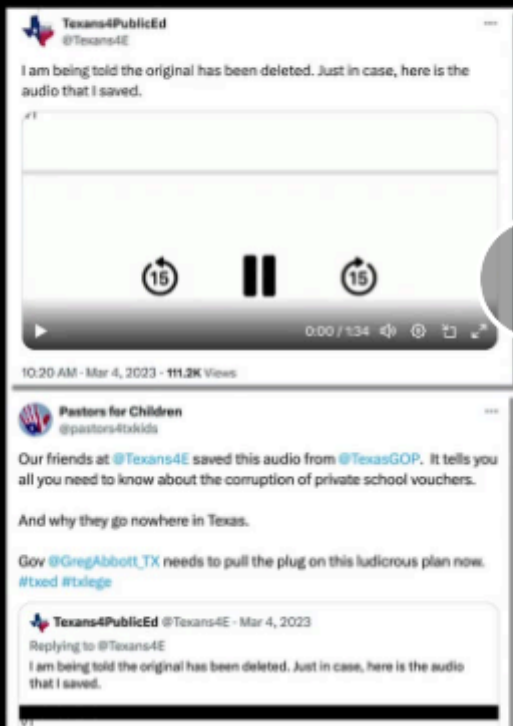 Texans4PublicEd
@Texans4E
I am being told the original has been deleted. Just in case, here is the
audio that I saved.
15
15
0:00 / 1:34
10:20 AM · Mar 4, 2023 · 111.2K Views
Pastors for Children
@pastors4txkids
Our friends at @Texans4E saved this audio from @TexasGOP. It tells you
all you need to know about the corruption of private school vouchers.
And why they go nowhere in Texas.
Gov @GregAbbott_TX needs to pull the plug on this ludicrous plan now.
#txed #txlege
Texans4PublicEd @Texans4E · Mar 4, 2023
Replying to @Texans4E
I am being told the original has been deleted. Just in case, here is the audio
that I saved.